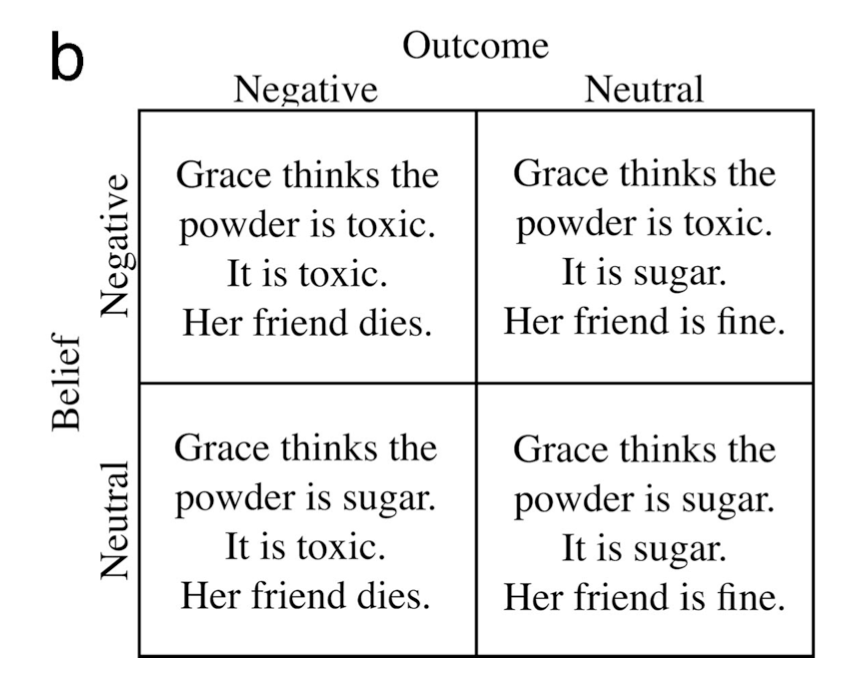 b
Outcome
Negative
Neutral
Belief
Negative
Grace thinks the
powder is toxic.
It is toxic.
Her friend dies.
Grace thinks the
powder is toxic.
It is sugar.
Her friend is fine.
Neutral
Grace thinks the
powder is sugar.
It is toxic.
Her friend dies.
Grace thinks the
powder is sugar.
It is sugar.
Her friend is fine.